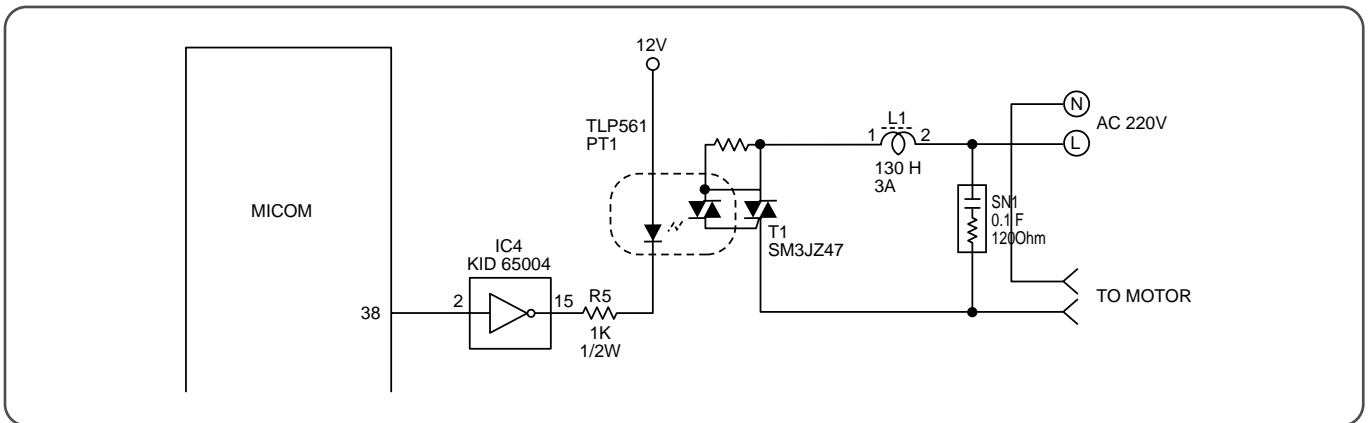 12V
TLP561
PT1
L1
1 2
130 H
3A
N
L
AC 220V
MICOM
SN1
0.1 F
120Ohm
T1
SM3JZ47
IC4
KID 65004
38
2
15
R5
1K
1/2W
TO MOTOR